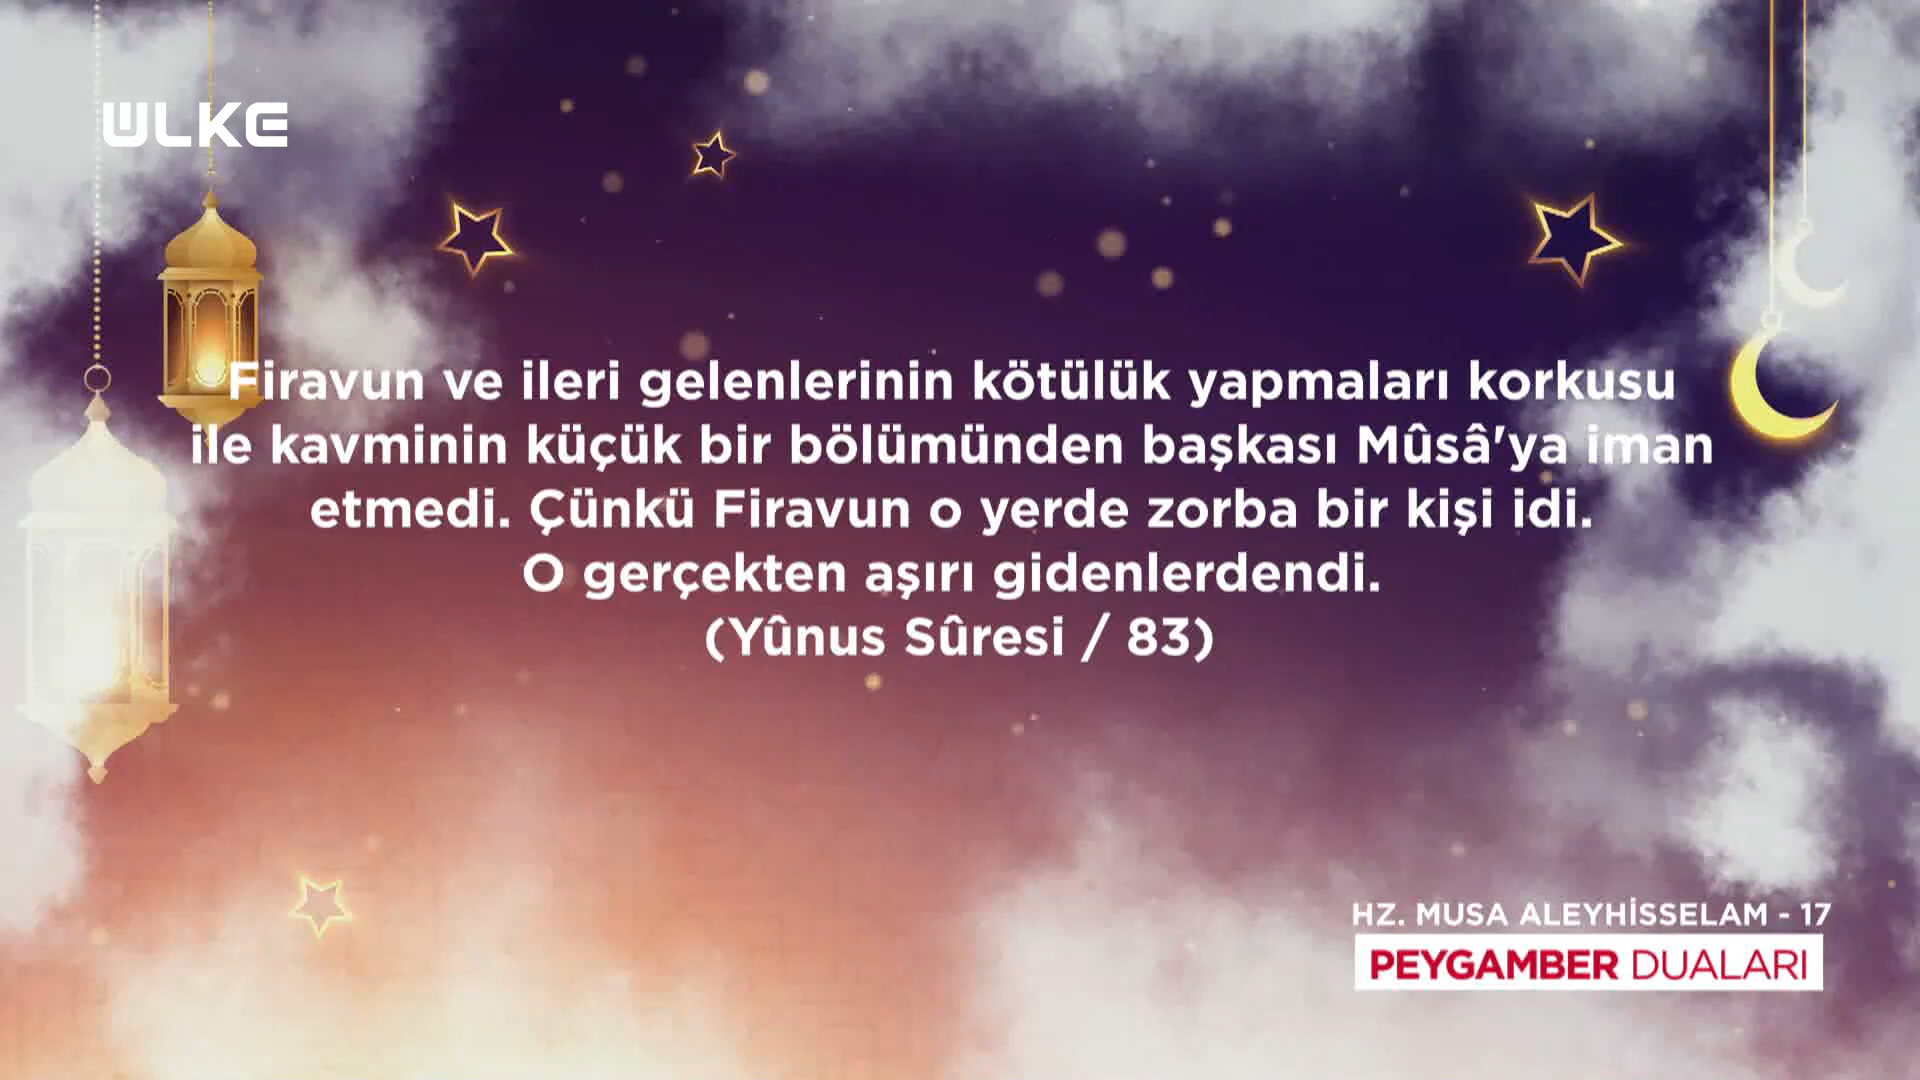 ULKE
Firavun ve ileri gelenlerinin kötülük yapmaları korkusu
ile kavminin küçük bir bölümünden başkası Mûsâ'ya iman
etmedi. Çünkü Firavun o yerde zorba bir kişi idi.
O gerçekten aşırı gidenlerdendi.
(Yûnus Sûresi / 83)
HZ. MUSA ALEYHİSSELAM - 17
PEYGAMBER DUALARI